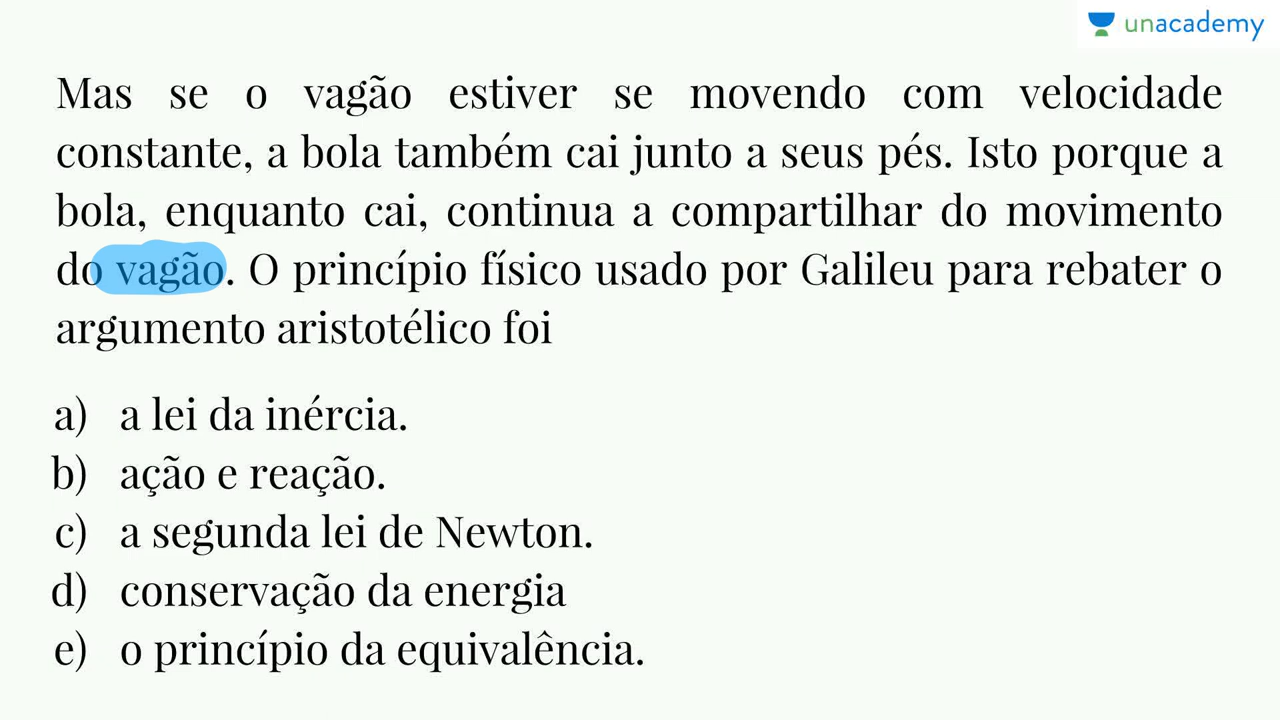 unacademy
Mas se o vagão estiver se movendo com velocidade
constante, a bola também cai junto a seus pés. Isto porque a
bola, enquanto cai, continua a compartilhar do movimento
do vagão. O princípio físico usado por Galileu para rebater o
argumento aristotélico foi
a) a lei da inércia.
b) ação e reação.
c) a segunda lei de Newton.
d) conservação da energia
e) o princípio da equivalência.